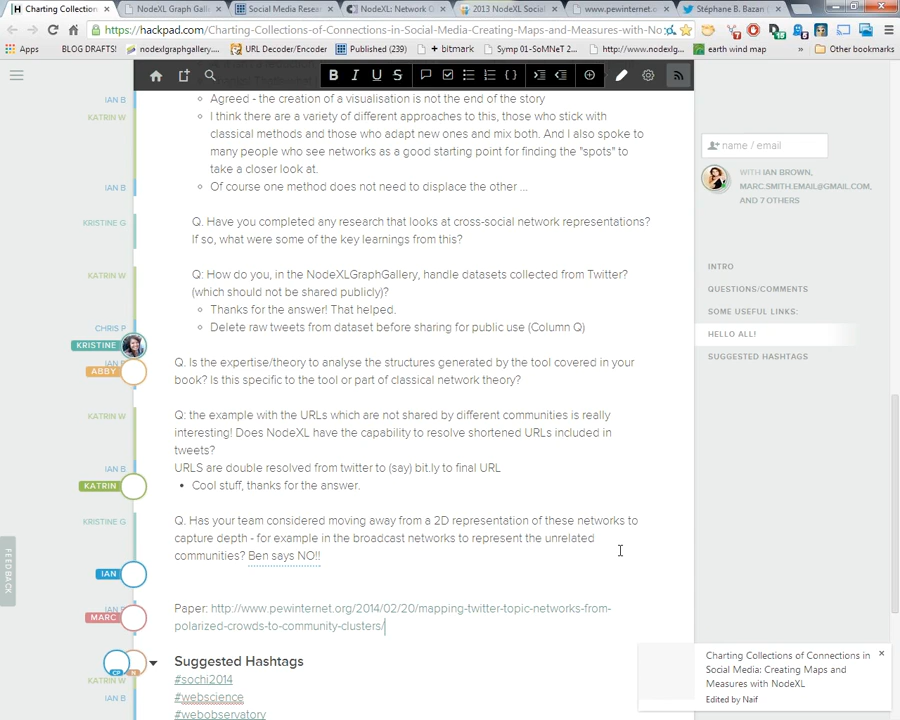 Charting Collection
NodeXL Graph Gall
Social Media Resea
NodeXL: Network G
2013 NodeXL Social
www.pewinternet.o
Stéphane B. Bazan (
https://hackpad.com/Charting-Collections-of-Connections-in-Social-Media-Creating-Maps-and-Measures-with-No
Apps
BLOG DRAFTS!
nodexlgraphgallery....
URL Decoder/Encoder
Published (239)
+ bitmark
Symp 01-SoMNeT 2...
http://www.nodexlg...
earth wind map
»
Other bookmarks
B I U S
IAN B
Agreed - the creation of a visualisation is not the end of the story
KATRIN W
I think there are a variety of different approaches to this, those who stick with
classical methods and those who adapt new ones and mix both. And I also spoke to
many people who see networks as a good starting point for finding the "spots" to
take a closer look at.
IAN B
Of course one method does not need to displace the other ...
KRISTINE G
Q. Have you completed any research that looks at cross-social network representations?
If so, what were some of the key learnings from this?
KATRIN W
Q: How do you, in the NodeXLGraphGallery, handle datasets collected from Twitter?
(which should not be shared publicly)?
Thanks for the answer! That helped.
CHRIS P
Delete raw tweets from dataset before sharing for public use (Column Q)
KRISTINE
IAN B
ABBY
Q. Is the expertise/theory to analyse the structures generated by the tool covered in your
book? Is this specific to the tool or part of classical network theory?
KATRIN W
Q: the example with the URLs which are not shared by different communities is really
interesting! Does NodeXL have the capability to resolve shortened URLs included in
tweets?
IAN B
URLS are double resolved from twitter to (say) bit.ly to final URL
KATRIN
Cool stuff, thanks for the answer.
KRISTINE G
Q. Has your team considered moving away from a 2D representation of these networks to
capture depth - for example in the broadcast networks to represent the unrelated
communities? Ben says NO!!
IAN
MARC
Paper: http://www.pewinternet.org/2014/02/20/mapping-twitter-topic-networks-from-
polarized-crowds-to-community-clusters/
CP
M
Suggested Hashtags
KATRIN W
#sochi2014
IAN B
#webscience
#webobservatory
FEEDBACK
name / email
WITH IAN BROWN,
MARC.SMITH.EMAIL@GMAIL.COM,
AND 7 OTHERS
INTRO
QUESTIONS/COMMENTS
SOME USEFUL LINKS:
HELLO ALL!
SUGGESTED HASHTAGS
Charting Collections of Connections in
Social Media: Creating Maps and
Measures with NodeXL
Edited by Naif